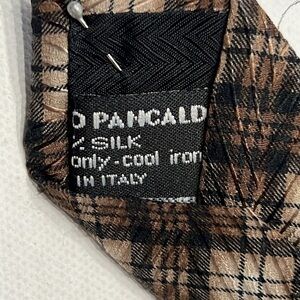 O PANCALD
% SILK
only-cool iron
IN ITALY